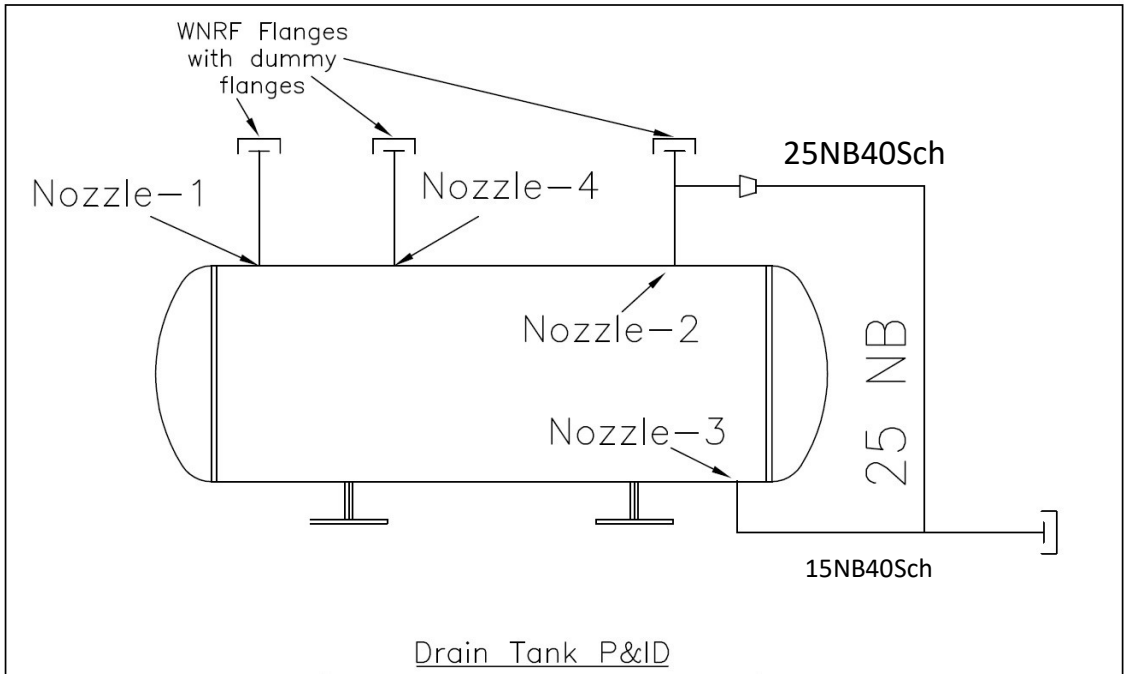 WNRF Flanges
with dummy
flanges
25NB40Sch
Nozzle-1
Nozzle-4
Nozzle-2
25 NB
Nozzle-3
15NB40Sch
Drain Tank P&ID